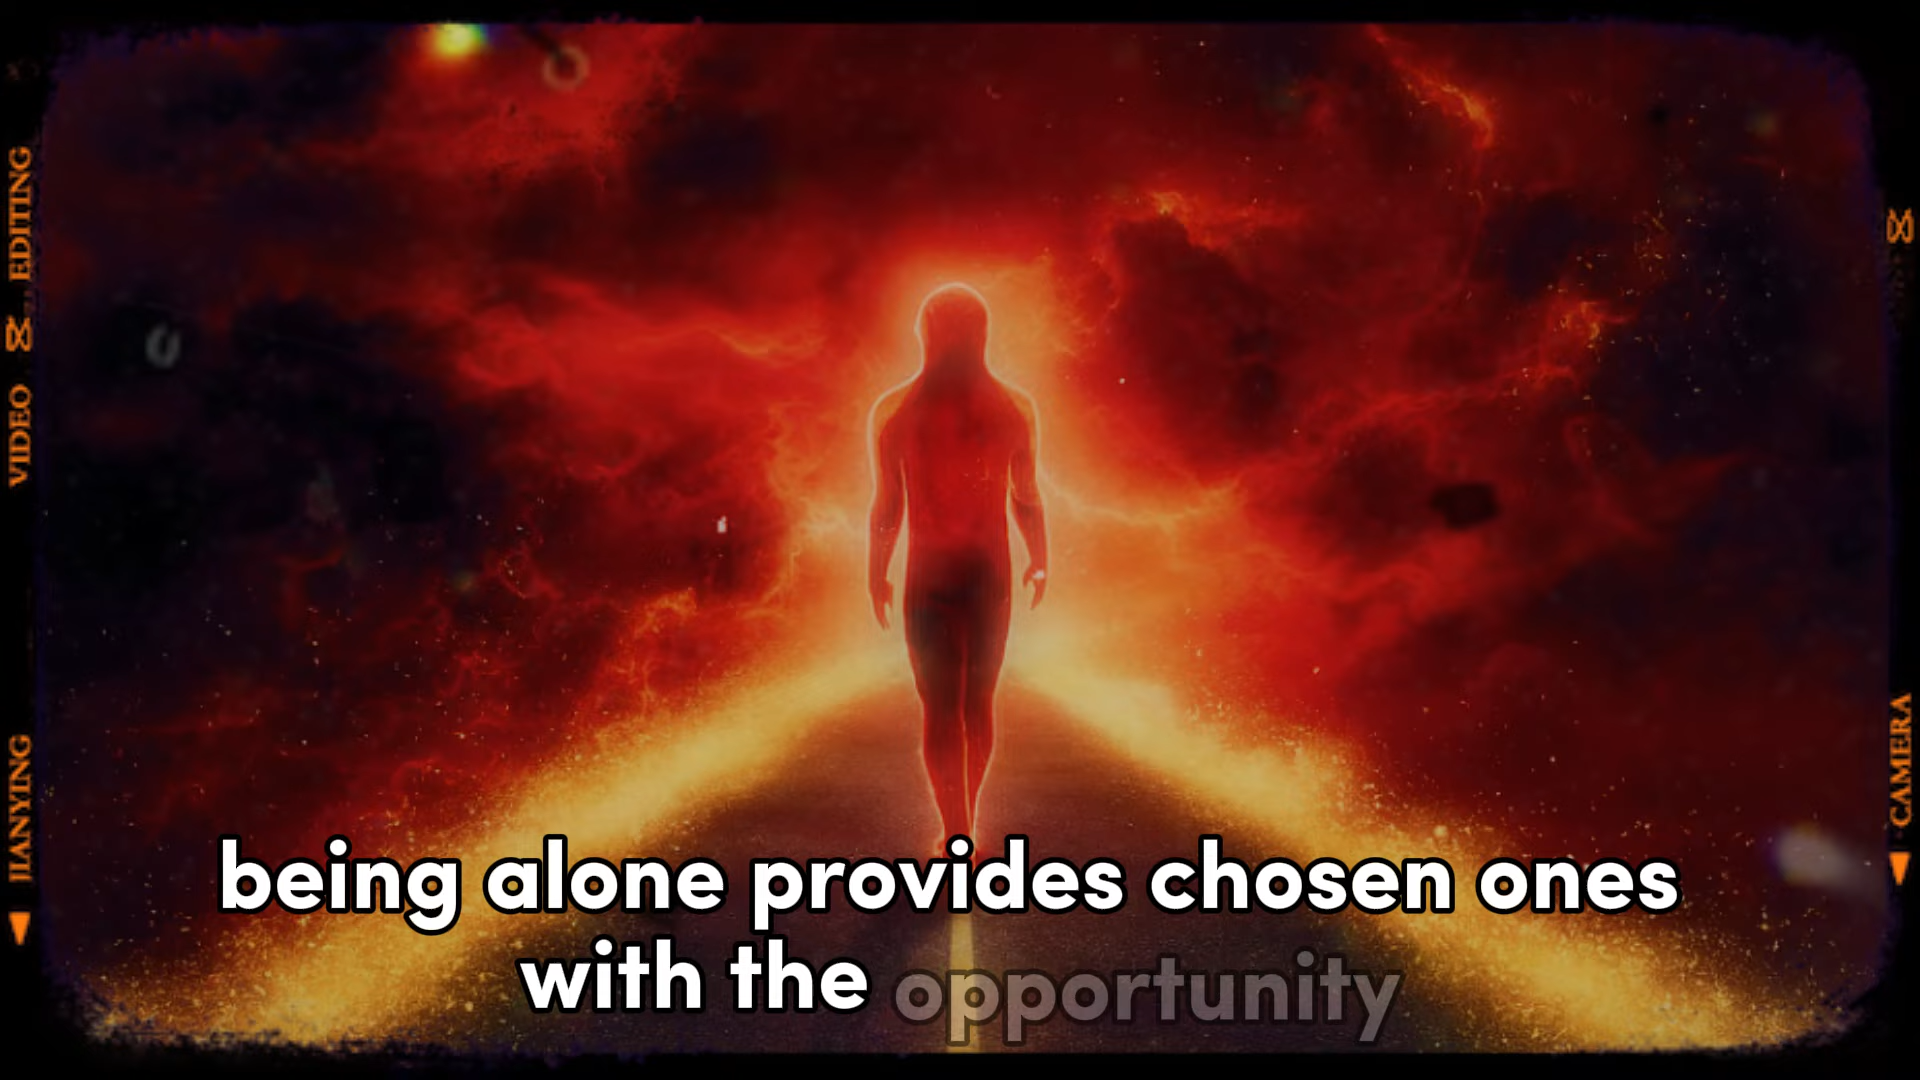 VIDEO EDITING
JIANYING
CAMERA
being alone provides chosen ones
with the opportunity